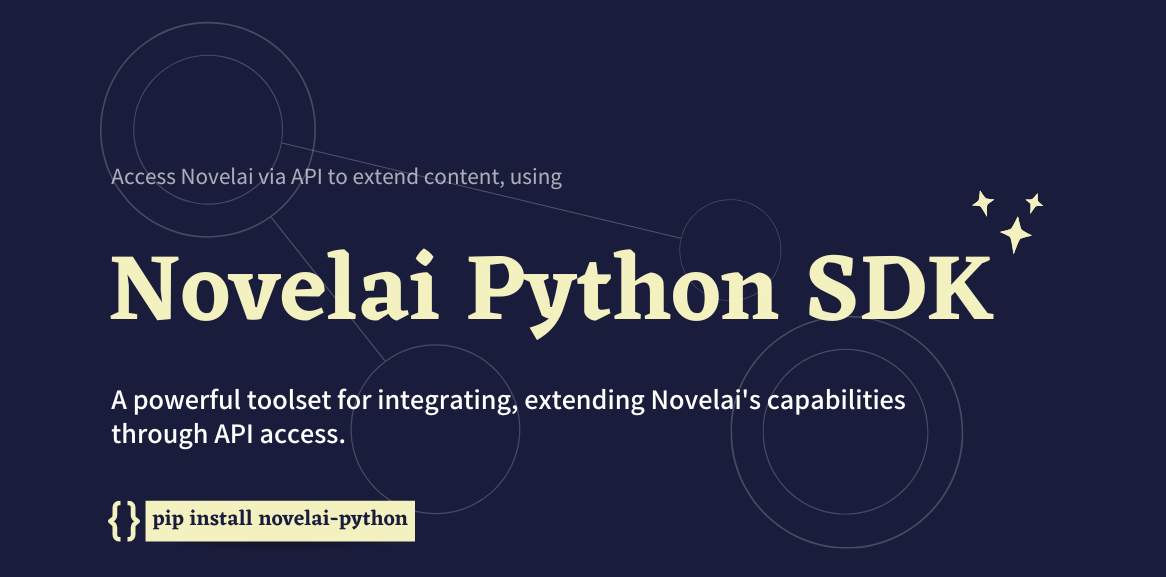 Access Novelai via API to extend content, using
Novelai Python SDK
A powerful toolset for integrating, extending Novelai's capabilities
through API access.
{} pip install novelai-python